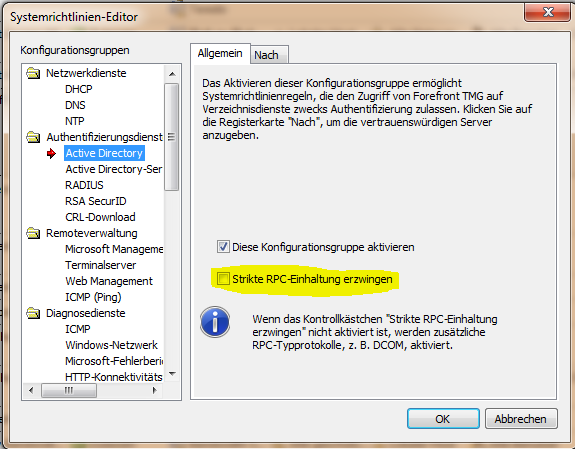 Systemrichtlinien-Editor
Konfigurationsgruppen
Netzwerkdienste
DHCP
DNS
NTP
Authentifizierungsdienst
Active Directory
Active Directory-Ser
RADIUS
RSA SecurID
CRL-Download
Remoteverwaltung
Microsoft Manageme
Terminalserver
Web Management
ICMP (Ping)
Diagnosedienste
ICMP
Windows-Netzwerk
Microsoft-Fehlerberi
HTTP-Konnektivitäts
Allgemein
Nach
Das Aktivieren dieser Konfigurationsgruppe ermöglicht
Systemrichtlinienregeln, die den Zugriff von Forefront TMG auf
Verzeichnisdienste zwecks Authentifizierung zulassen. Klicken Sie auf
die Registerkarte "Nach", um die vertrauenswürdigen Server
anzugeben.
Diese Konfigurationsgruppe aktivieren
Strikte RPC-Einhaltung erzwingen
Wenn das Kontrollkästchen "Strikte RPC-Einhaltung
erzwingen" nicht aktiviert ist, werden zusätzliche
RPC-Typprotokolle, z. B. DCOM, aktiviert.
OK
Abbrechen